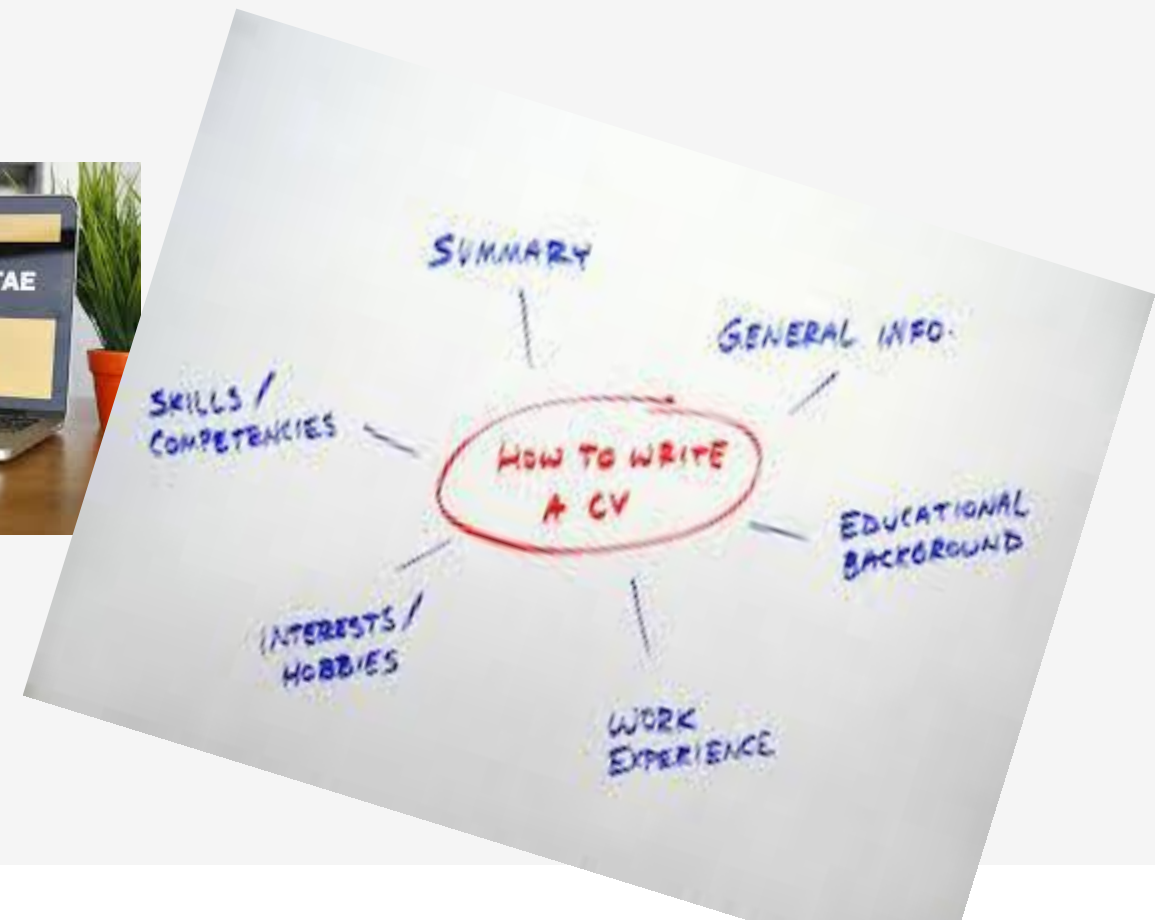 TAE
SUMMARY
GENERAL INFO.
SKILLS /
COMPETENCIES
HOW TO WRITE
A CV
EDUCATIONAL
BACKGROUND
INTERESTS /
HOBBIES
WORK
EXPERIENCE